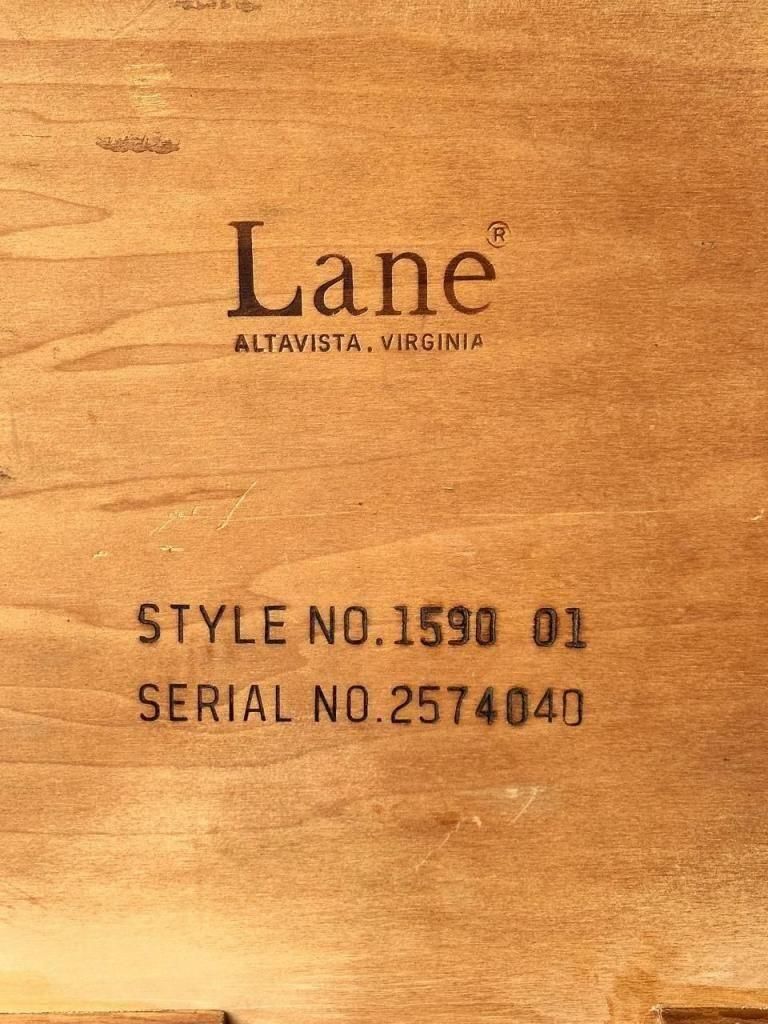 Lane®
ALTAVISTA, VIRGINIA
STYLE NO. 1590 01
SERIAL NO. 2574040